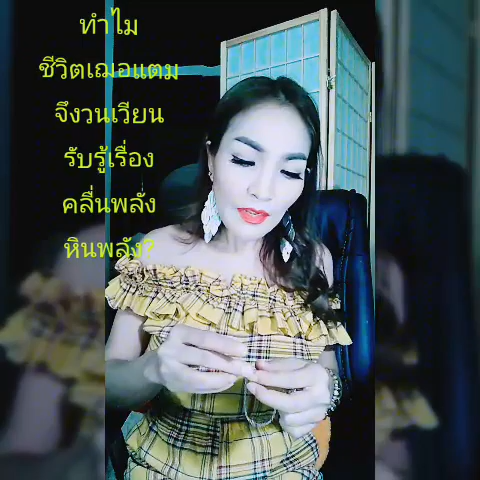 ทำไม
ชีวิตเฌอแตม
จึงวนเวียน
รับรู้เรื่อง
คลื่นพลั่ง
หินพลัง?